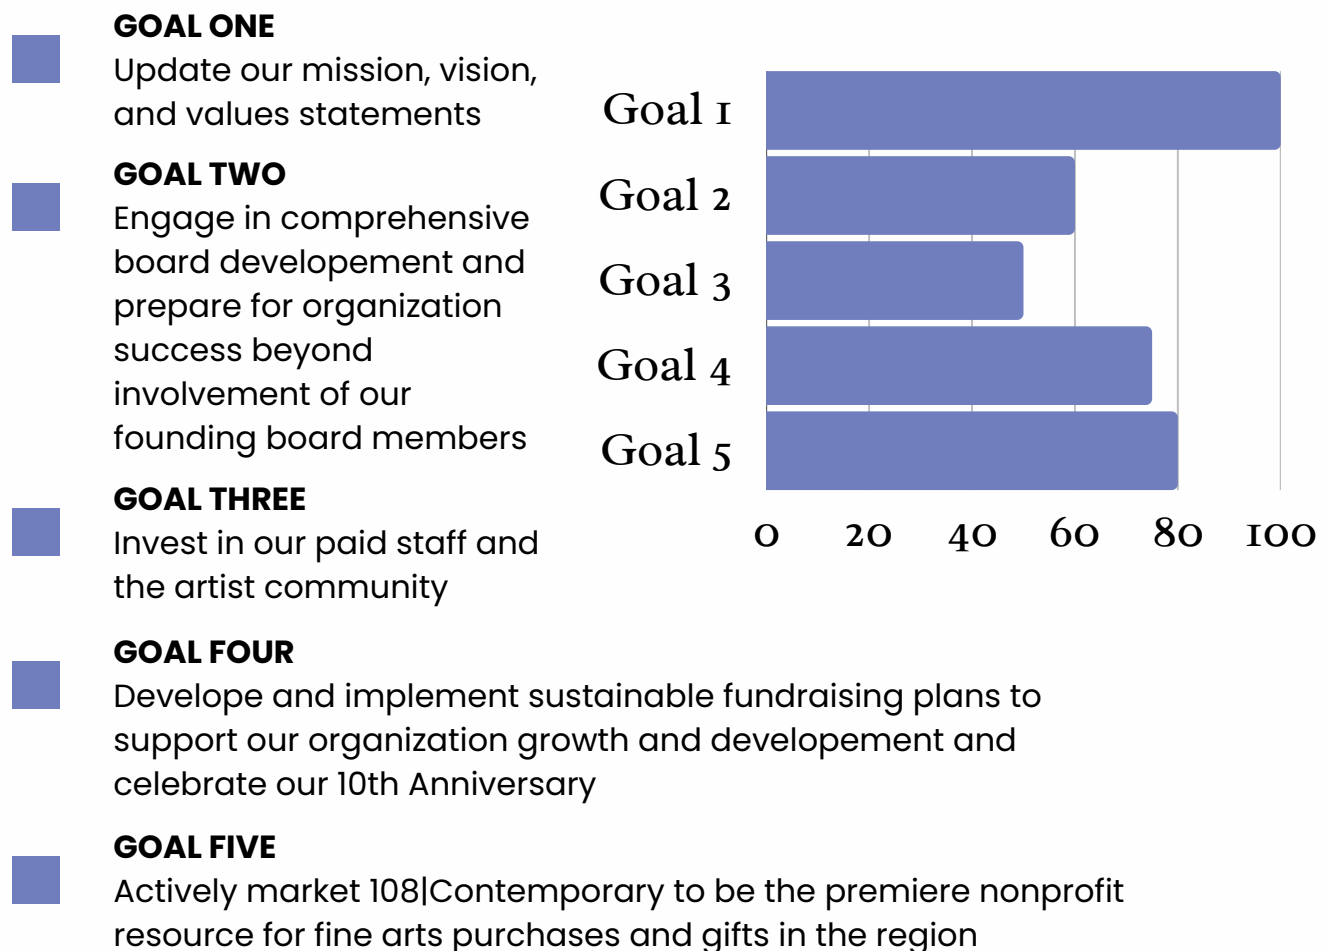 GOAL ONE
Update our mission, vision,
and values statements
GOAL TWO
Engage in comprehensive
board developement and
prepare for organization
success beyond
involvement of our
founding board members
GOAL THREE
Invest in our paid staff and
the artist community
GOAL FOUR
Develope and implement sustainable fundraising plans to
support our organization growth and developement and
celebrate our 10th Anniversary
GOAL FIVE
Actively market 108|Contemporary to be the premiere nonprofit
resource for fine arts purchases and gifts in the region
Goal 1
Goal 2
Goal 3
Goal 4
Goal 5
0 20 40 60 80 100